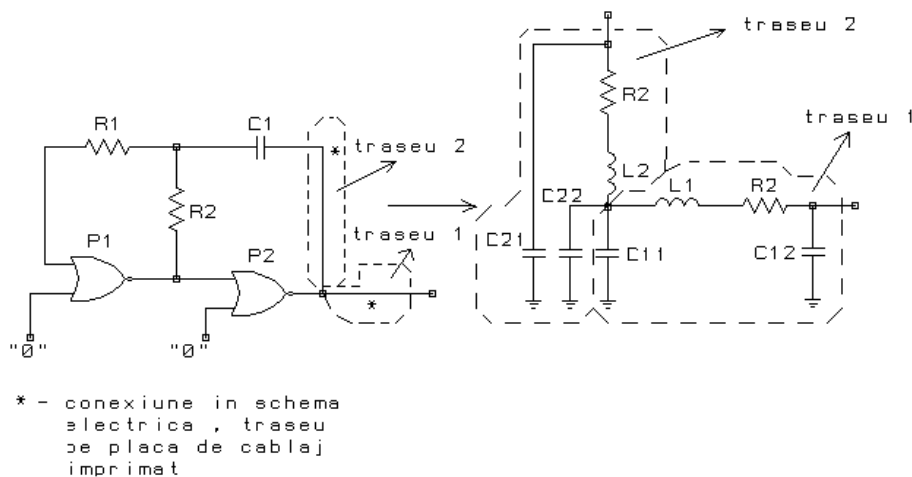 traseu 2
R2
traseu 1
R1
C1
*
traseu 2
L2
L1
R2
R2
C22
traseu 1
P1
P2
C21
C11
C12
*
"0"
"0"
* - conexiune in schema
electrica , traseu
pe placa de cablaj
imprimat